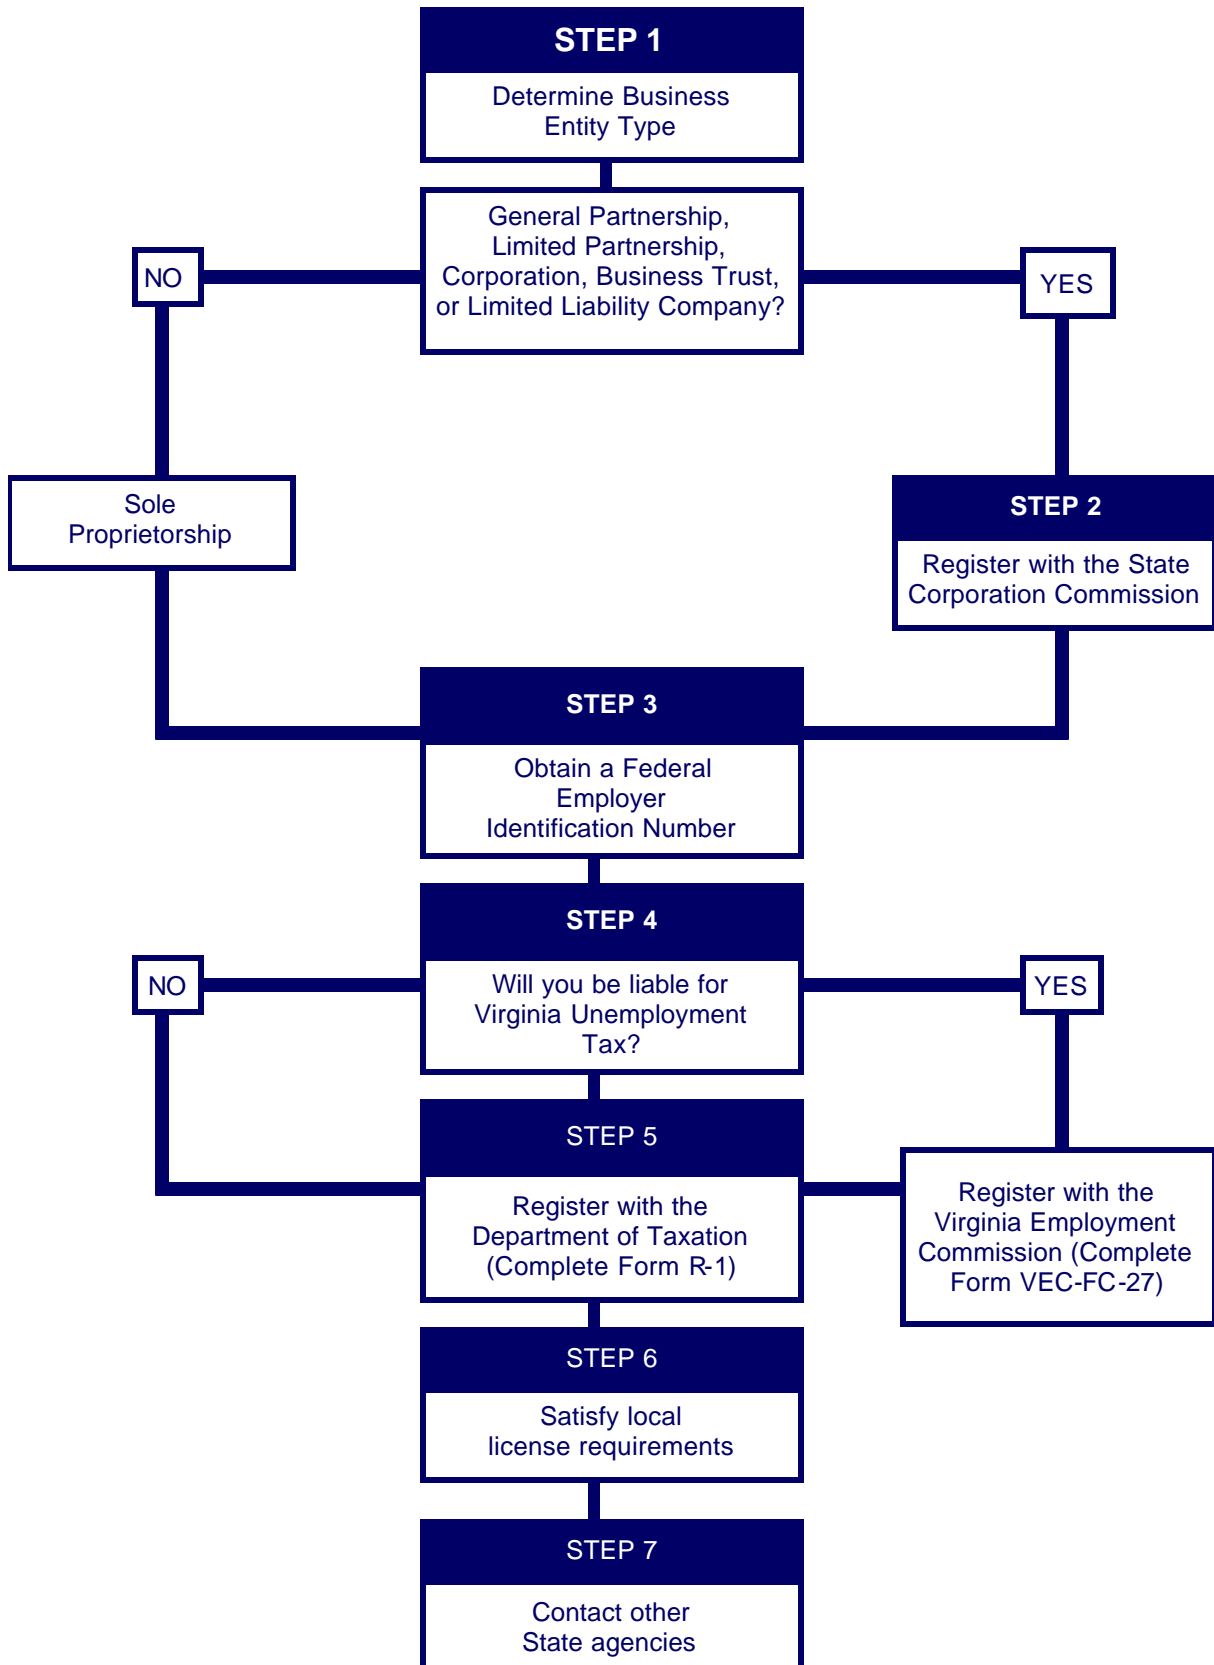 STEP 1
Determine Business
Entity Type
General Partnership,
Limited Partnership,
Corporation, Business Trust,
or Limited Liability Company?
NO
YES
Sole
Proprietorship
STEP 2
Register with the State
Corporation Commission
STEP 3
Obtain a Federal
Employer
Identification Number
STEP 4
Will you be liable for
Virginia Unemployment
Tax?
NO
YES
STEP 5
Register with the
Department of Taxation
(Complete Form R-1)
Register with the
Virginia Employment
Commission (Complete
Form VEC-FC-27)
STEP 6
Satisfy local
license requirements
STEP 7
Contact other
State agencies